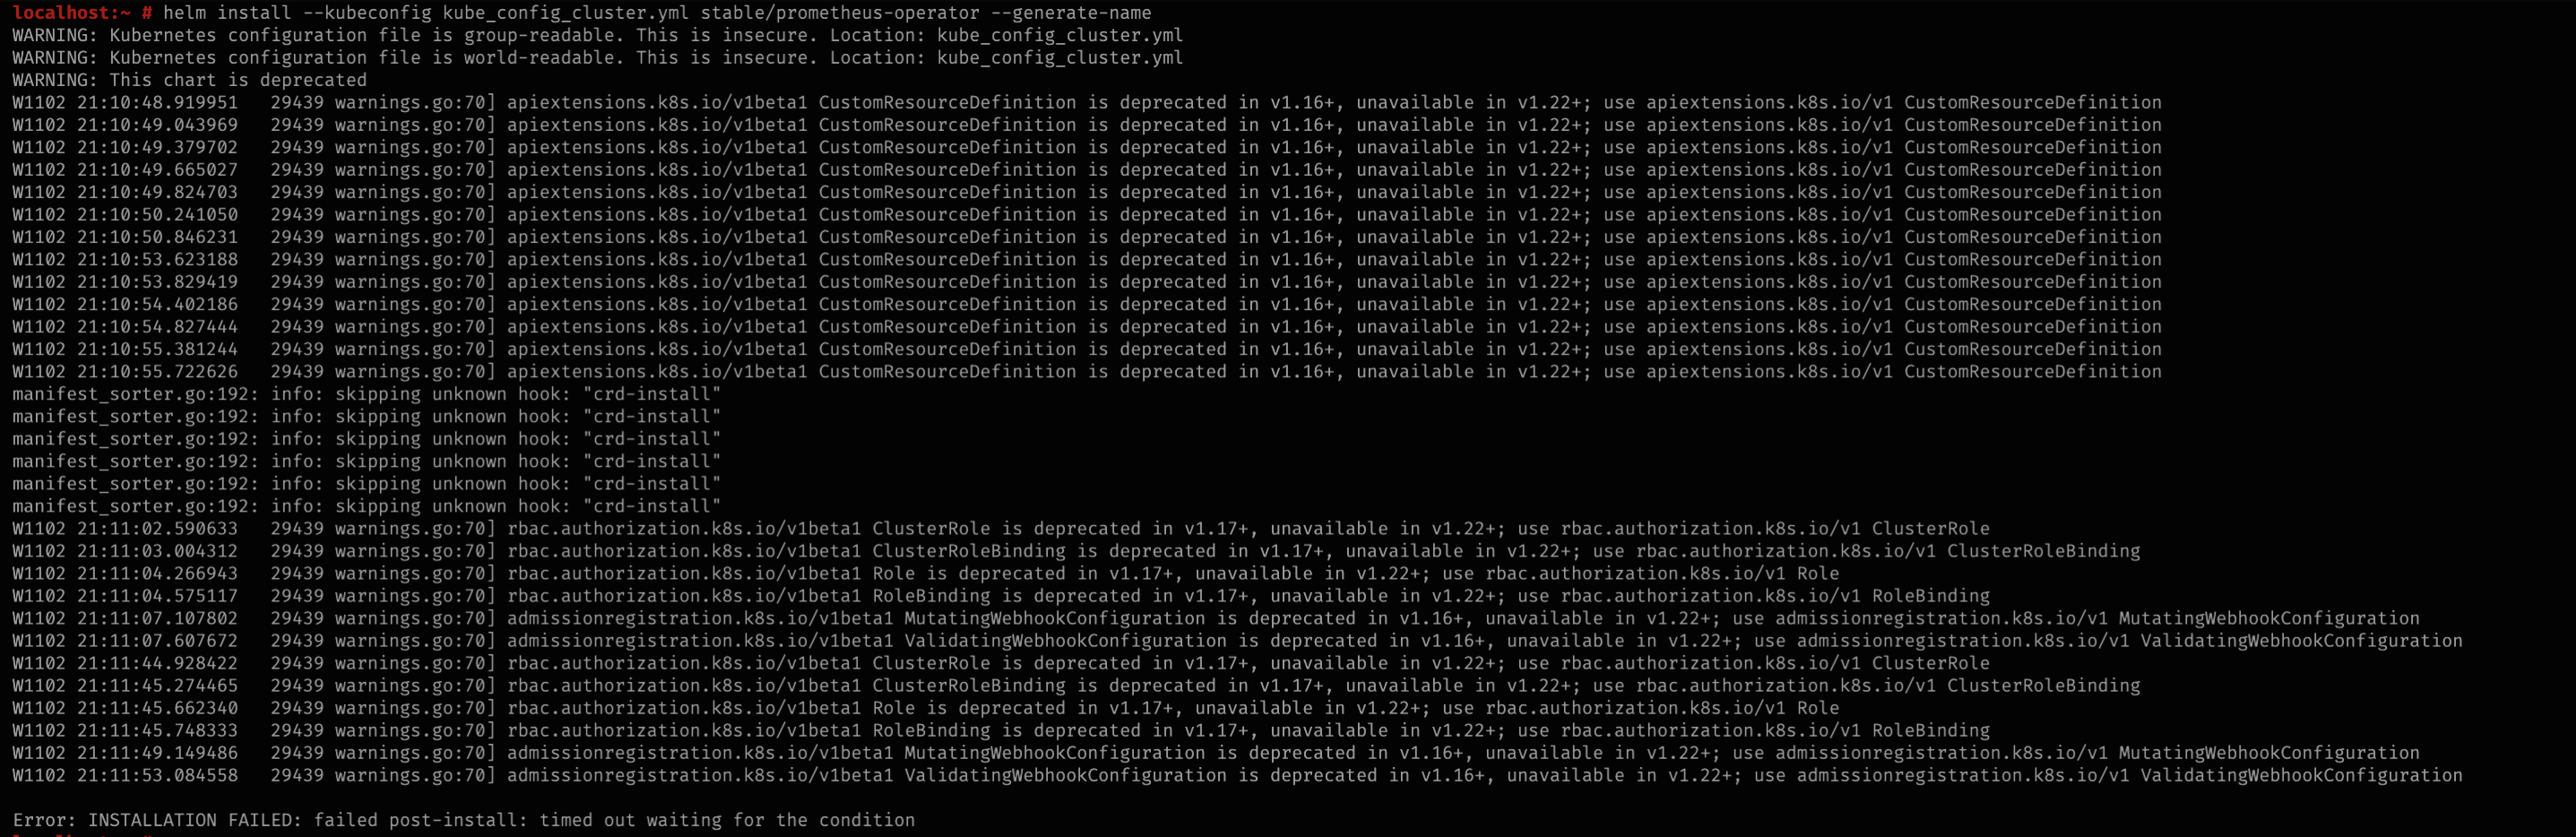 localhost:~ # helm install --kubeconfig kube_config_cluster.yml stable/prometheus-operator --generate-name
WARNING: Kubernetes configuration file is group-readable. This is insecure. Location: kube_config_cluster.yml
WARNING: Kubernetes configuration file is world-readable. This is insecure. Location: kube_config_cluster.yml
WARNING: This chart is deprecated
W1102 21:10:48.919951   29439 warnings.go:70] apiextensions.k8s.io/v1beta1 CustomResourceDefinition is deprecated in v1.16+, unavailable in v1.22+; use apiextensions.k8s.io/v1 CustomResourceDefinition
W1102 21:10:49.043969   29439 warnings.go:70] apiextensions.k8s.io/v1beta1 CustomResourceDefinition is deprecated in v1.16+, unavailable in v1.22+; use apiextensions.k8s.io/v1 CustomResourceDefinition
W1102 21:10:49.379702   29439 warnings.go:70] apiextensions.k8s.io/v1beta1 CustomResourceDefinition is deprecated in v1.16+, unavailable in v1.22+; use apiextensions.k8s.io/v1 CustomResourceDefinition
W1102 21:10:49.665027   29439 warnings.go:70] apiextensions.k8s.io/v1beta1 CustomResourceDefinition is deprecated in v1.16+, unavailable in v1.22+; use apiextensions.k8s.io/v1 CustomResourceDefinition
W1102 21:10:49.824703   29439 warnings.go:70] apiextensions.k8s.io/v1beta1 CustomResourceDefinition is deprecated in v1.16+, unavailable in v1.22+; use apiextensions.k8s.io/v1 CustomResourceDefinition
W1102 21:10:50.241050   29439 warnings.go:70] apiextensions.k8s.io/v1beta1 CustomResourceDefinition is deprecated in v1.16+, unavailable in v1.22+; use apiextensions.k8s.io/v1 CustomResourceDefinition
W1102 21:10:50.846231   29439 warnings.go:70] apiextensions.k8s.io/v1beta1 CustomResourceDefinition is deprecated in v1.16+, unavailable in v1.22+; use apiextensions.k8s.io/v1 CustomResourceDefinition
W1102 21:10:53.623188   29439 warnings.go:70] apiextensions.k8s.io/v1beta1 CustomResourceDefinition is deprecated in v1.16+, unavailable in v1.22+; use apiextensions.k8s.io/v1 CustomResourceDefinition
W1102 21:10:53.829419   29439 warnings.go:70] apiextensions.k8s.io/v1beta1 CustomResourceDefinition is deprecated in v1.16+, unavailable in v1.22+; use apiextensions.k8s.io/v1 CustomResourceDefinition
W1102 21:10:54.402186   29439 warnings.go:70] apiextensions.k8s.io/v1beta1 CustomResourceDefinition is deprecated in v1.16+, unavailable in v1.22+; use apiextensions.k8s.io/v1 CustomResourceDefinition
W1102 21:10:54.827444   29439 warnings.go:70] apiextensions.k8s.io/v1beta1 CustomResourceDefinition is deprecated in v1.16+, unavailable in v1.22+; use apiextensions.k8s.io/v1 CustomResourceDefinition
W1102 21:10:55.381244   29439 warnings.go:70] apiextensions.k8s.io/v1beta1 CustomResourceDefinition is deprecated in v1.16+, unavailable in v1.22+; use apiextensions.k8s.io/v1 CustomResourceDefinition
W1102 21:10:55.722626   29439 warnings.go:70] apiextensions.k8s.io/v1beta1 CustomResourceDefinition is deprecated in v1.16+, unavailable in v1.22+; use apiextensions.k8s.io/v1 CustomResourceDefinition
manifest_sorter.go:192: info: skipping unknown hook: "crd-install"
manifest_sorter.go:192: info: skipping unknown hook: "crd-install"
manifest_sorter.go:192: info: skipping unknown hook: "crd-install"
manifest_sorter.go:192: info: skipping unknown hook: "crd-install"
manifest_sorter.go:192: info: skipping unknown hook: "crd-install"
manifest_sorter.go:192: info: skipping unknown hook: "crd-install"
W1102 21:11:02.590633   29439 warnings.go:70] rbac.authorization.k8s.io/v1beta1 ClusterRole is deprecated in v1.17+, unavailable in v1.22+; use rbac.authorization.k8s.io/v1 ClusterRole
W1102 21:11:03.004312   29439 warnings.go:70] rbac.authorization.k8s.io/v1beta1 ClusterRoleBinding is deprecated in v1.17+, unavailable in v1.22+; use rbac.authorization.k8s.io/v1 ClusterRoleBinding
W1102 21:11:04.266943   29439 warnings.go:70] rbac.authorization.k8s.io/v1beta1 Role is deprecated in v1.17+, unavailable in v1.22+; use rbac.authorization.k8s.io/v1 Role
W1102 21:11:04.575117   29439 warnings.go:70] rbac.authorization.k8s.io/v1beta1 RoleBinding is deprecated in v1.17+, unavailable in v1.22+; use rbac.authorization.k8s.io/v1 RoleBinding
W1102 21:11:07.107802   29439 warnings.go:70] admissionregistration.k8s.io/v1beta1 MutatingWebhookConfiguration is deprecated in v1.16+, unavailable in v1.22+; use admissionregistration.k8s.io/v1 MutatingWebhookConfiguration
W1102 21:11:07.607672   29439 warnings.go:70] admissionregistration.k8s.io/v1beta1 ValidatingWebhookConfiguration is deprecated in v1.16+, unavailable in v1.22+; use admissionregistration.k8s.io/v1 ValidatingWebhookConfiguration
W1102 21:11:44.928422   29439 warnings.go:70] rbac.authorization.k8s.io/v1beta1 ClusterRole is deprecated in v1.17+, unavailable in v1.22+; use rbac.authorization.k8s.io/v1 ClusterRole
W1102 21:11:45.274465   29439 warnings.go:70] rbac.authorization.k8s.io/v1beta1 ClusterRoleBinding is deprecated in v1.17+, unavailable in v1.22+; use rbac.authorization.k8s.io/v1 ClusterRoleBinding
W1102 21:11:45.662340   29439 warnings.go:70] rbac.authorization.k8s.io/v1beta1 Role is deprecated in v1.17+, unavailable in v1.22+; use rbac.authorization.k8s.io/v1 Role
W1102 21:11:45.748333   29439 warnings.go:70] rbac.authorization.k8s.io/v1beta1 RoleBinding is deprecated in v1.17+, unavailable in v1.22+; use rbac.authorization.k8s.io/v1 RoleBinding
W1102 21:11:49.149486   29439 warnings.go:70] admissionregistration.k8s.io/v1beta1 MutatingWebhookConfiguration is deprecated in v1.16+, unavailable in v1.22+; use admissionregistration.k8s.io/v1 MutatingWebhookConfiguration
W1102 21:11:53.084558   29439 warnings.go:70] admissionregistration.k8s.io/v1beta1 ValidatingWebhookConfiguration is deprecated in v1.16+, unavailable in v1.22+; use admissionregistration.k8s.io/v1 ValidatingWebhookConfiguration
Error: INSTALLATION FAILED: failed post-install: timed out waiting for the condition